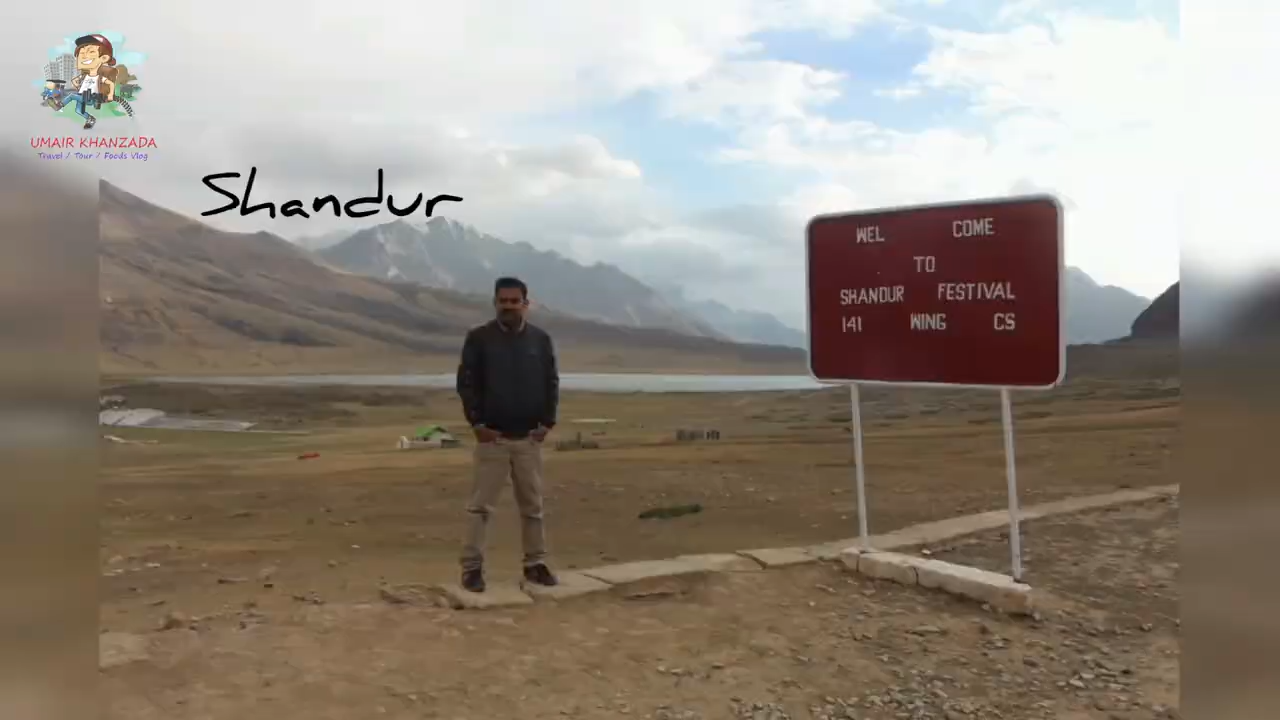 UMAIR KHANZADA
Travel / Tour / Foods Vlog
Shandur
WEL COME
TO
SHANDUR FESTIVAL
141 WING CS